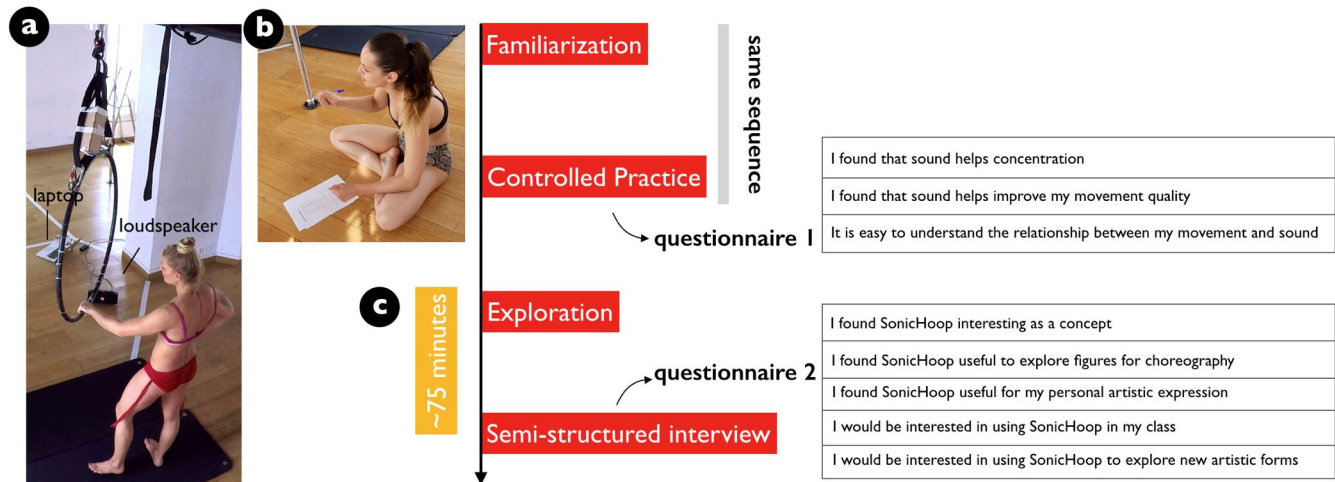 a
laptop
loudspeaker
b
c
~75 minutes
Familiarization
Controlled Practice
same sequence
questionnaire 1
I found that sound helps concentration
I found that sound helps improve my movement quality
It is easy to understand the relationship between my movement and sound
Exploration
questionnaire 2
Semi-structured interview
I found SonicHoop interesting as a concept
I found SonicHoop useful to explore figures for choreography
I found SonicHoop useful for my personal artistic expression
I would be interested in using SonicHoop in my class
I would be interested in using SonicHoop to explore new artistic forms